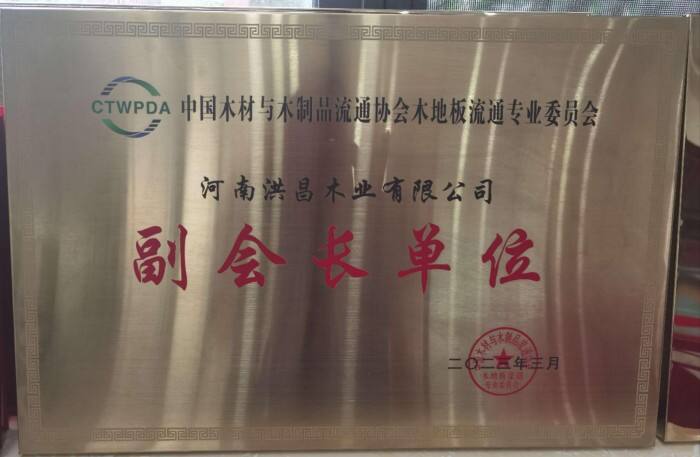 CTWPDA 中国木材与木制品流通协会木地板流通专业委员会
河南洪昌木业有限公司
副会长单位
二〇二 年三月